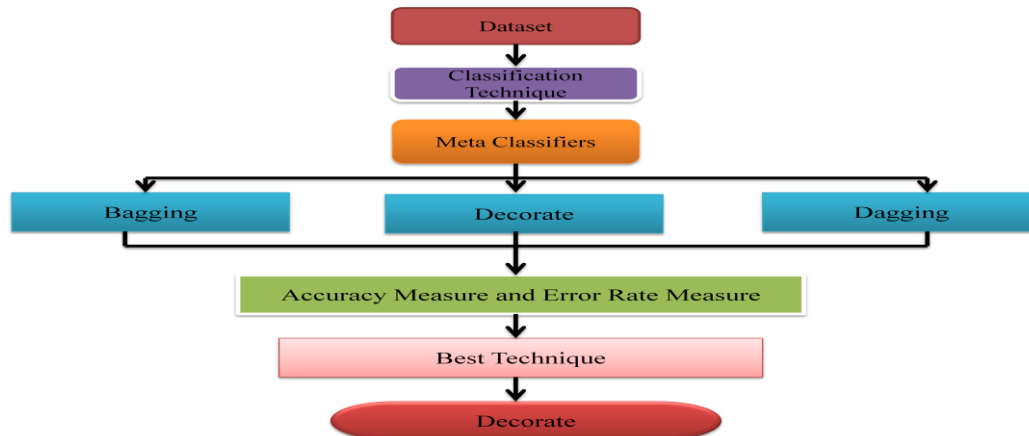 Dataset
Classification
Technique
Meta Classifiers
Bagging
Decorate
Dagging
Accuracy Measure and Error Rate Measure
Best Technique
Decorate